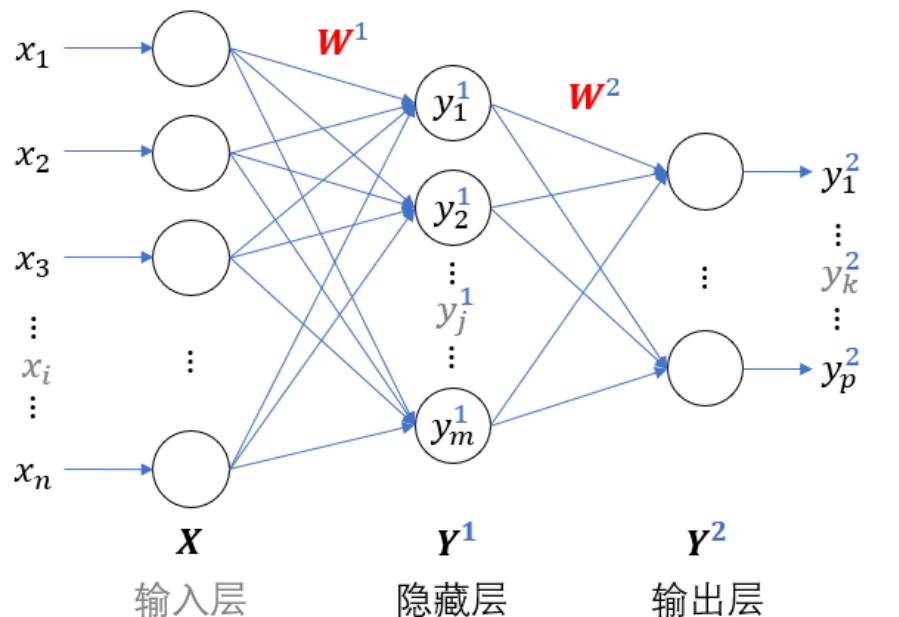 x₁
W¹
y₁¹
W²
x₂
y₁²
y₂¹
⋮
x₃
⋮
⋮
yₖ²
⋮
yⱼ¹
⋮
⋮
xᵢ
⋮
⋮
yₚ²
⋮
yₘ¹
xₙ
X Y¹ Y²
输入层 隐藏层 输出层